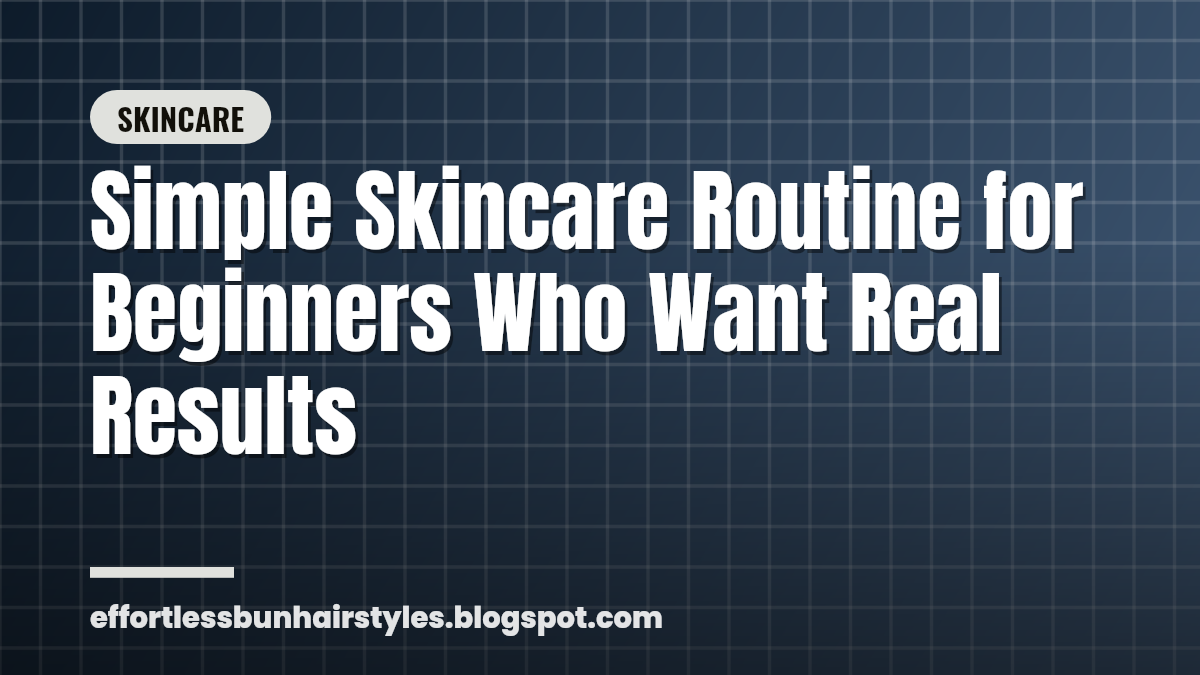 SKINCARE
Simple Skincare Routine for
Beginners Who Want Real
Results
effortlessbunhairstyles.blogspot.com